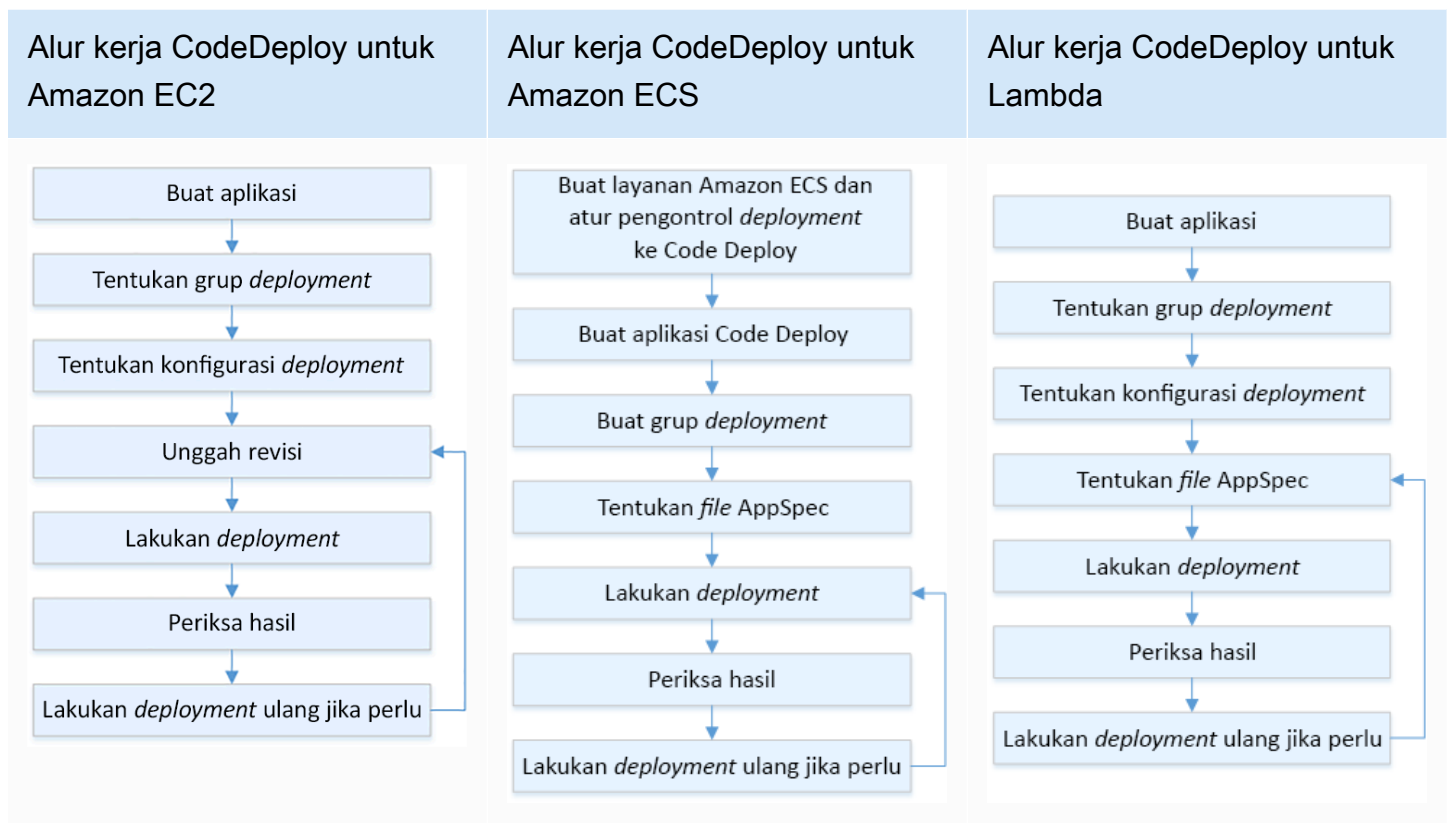 Alur kerja CodeDeploy untuk
Amazon EC2
Buat aplikasi
Tentukan grup deployment
Tentukan konfigurasi deployment
Unggah revisi
Lakukan deployment
Periksa hasil
Lakukan deployment ulang jika perlu
Alur kerja CodeDeploy untuk
Amazon ECS
Buat layanan Amazon ECS dan
atur pengontrol deployment
ke Code Deploy
Buat aplikasi Code Deploy
Buat grup deployment
Tentukan file AppSpec
Lakukan deployment
Periksa hasil
Lakukan deployment ulang jika perlu
Alur kerja CodeDeploy untuk
Lambda
Buat aplikasi
Tentukan grup deployment
Tentukan konfigurasi deployment
Tentukan file AppSpec
Lakukan deployment
Periksa hasil
Lakukan deployment ulang jika perlu